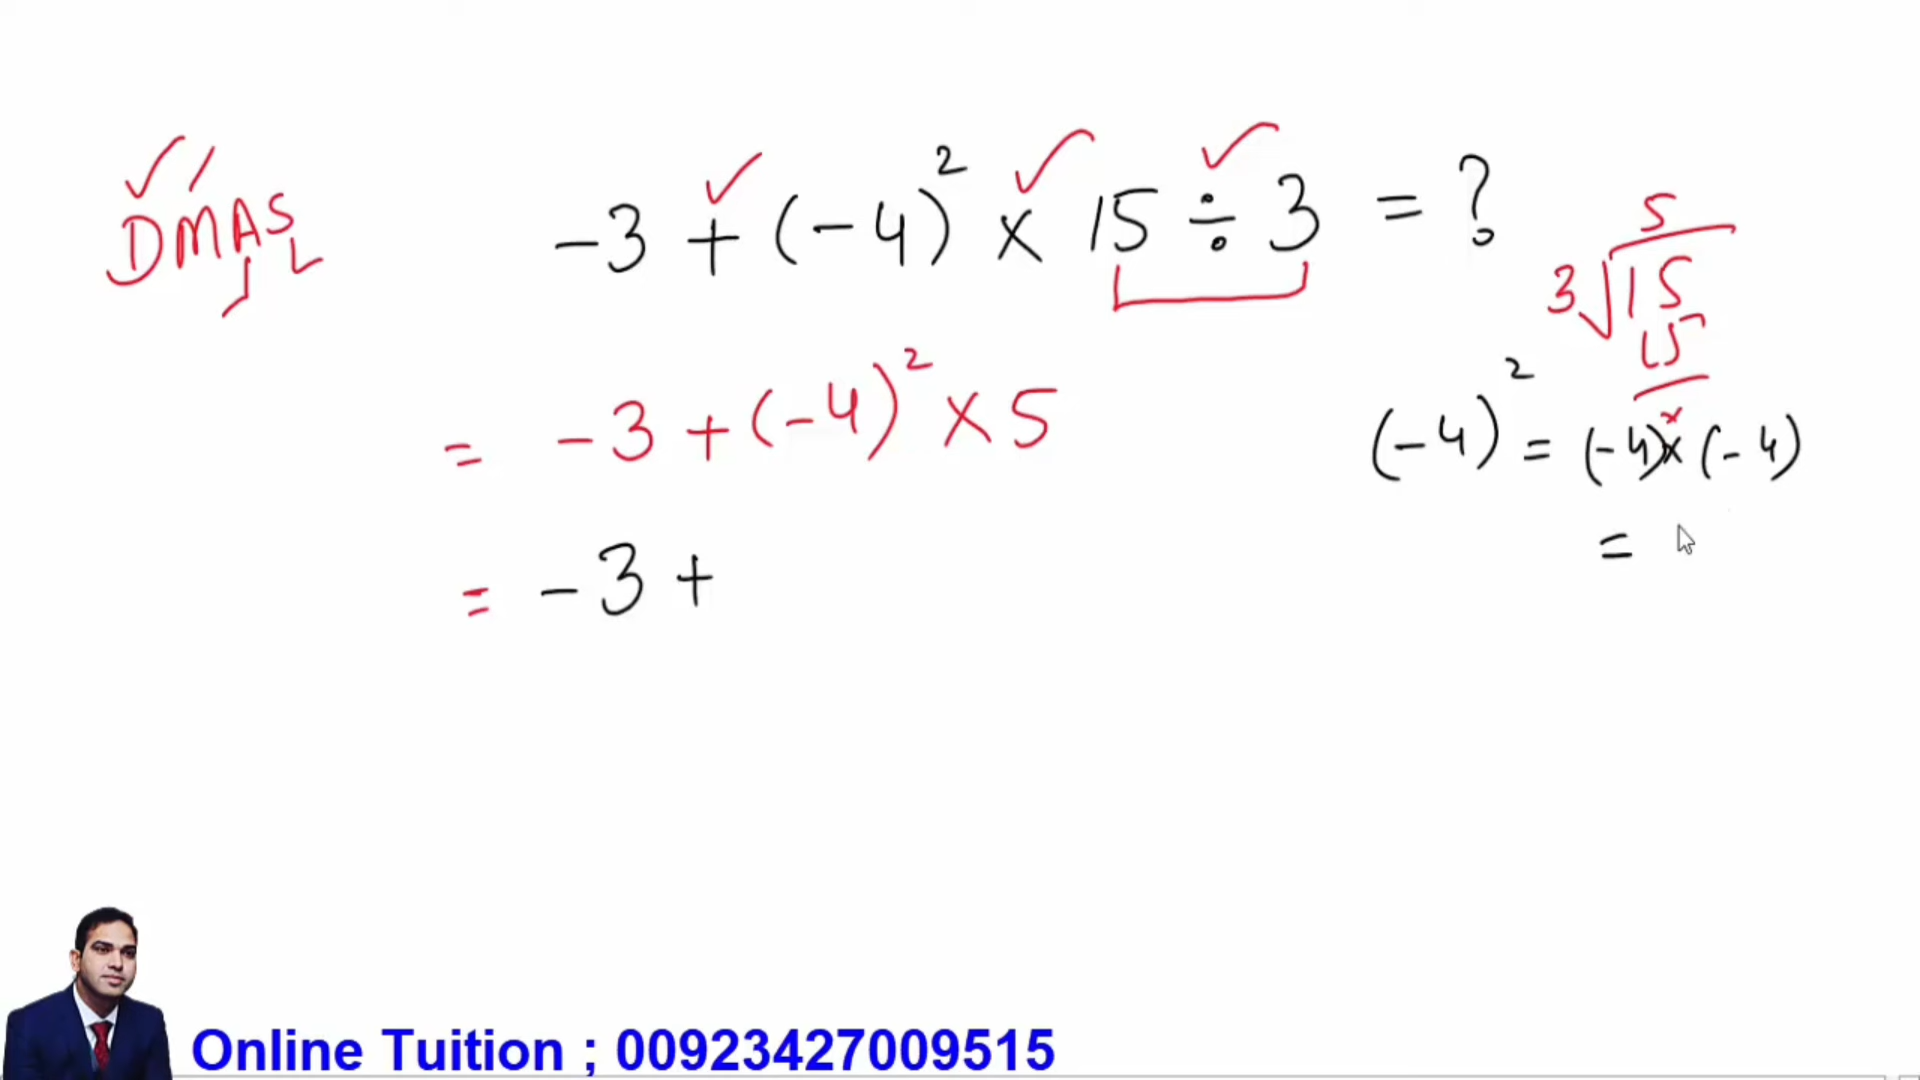 DMAS
-3 + (-4)² × 15 ÷ 3 = ?
5
3√15
15
×
= -3 + (-4)² × 5
(-4)² = (-4) × (-4)
=
= -3 +
Online Tuition ; 00923427009515